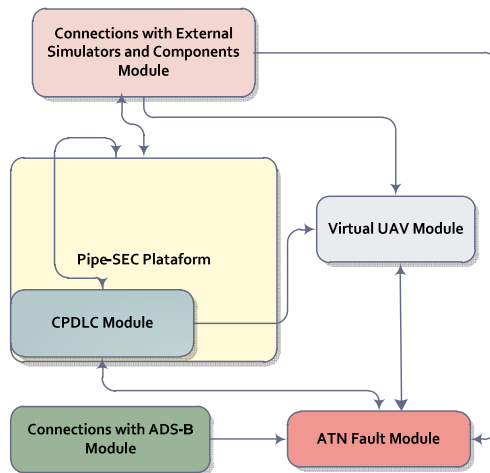 Connections with External
Simulators and Components
Module
Virtual UAV Module
Pipe-SEC Plataform
CPDLC Module
Connections with ADS-B
Module
ATN Fault Module